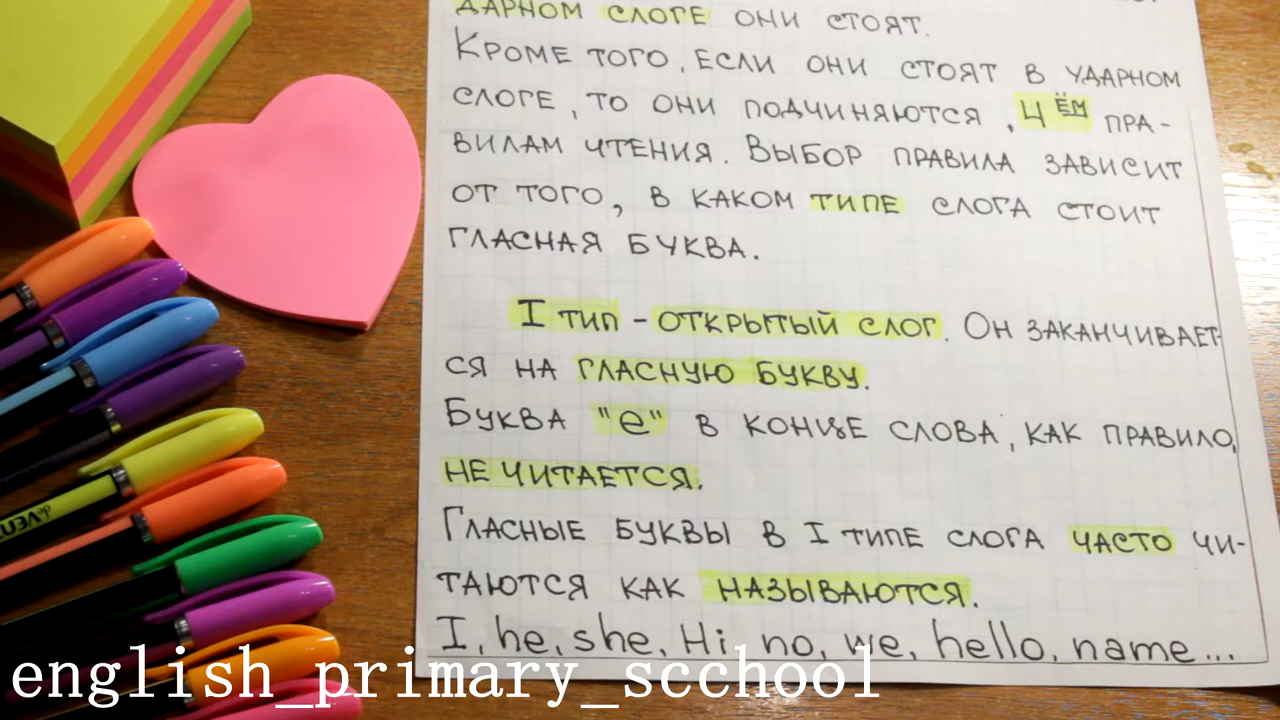 ДАРНОМ СЛОГЕ ОНИ СТОЯТ.
КРОМЕ ТОГО, ЕСЛИ ОНИ СТОЯТ В УДАРНОМ
СЛОГЕ, ТО ОНИ ПОДЧИНЯЮТСЯ, 4ЁМ ПРА-
ВИЛАМ ЧТЕНИЯ. ВЫБОР ПРАВИЛА ЗАВИСИТ
ОТ ТОГО, В КАКОМ ТИПЕ СЛОГА СТОИТ
ГЛАСНАЯ БУКВА.
I ТИП - ОТКРЫТЫЙ СЛОГ. ОН ЗАКАНЧИВАЕТ-
СЯ НА ГЛАСНУЮ БУКВУ.
БУКВА "e" В КОНЦЕ СЛОВА, КАК ПРАВИЛО,
НЕ ЧИТАЕТСЯ.
ГЛАСНЫЕ БУКВЫ В I ТИПЕ СЛОГА ЧАСТО ЧИ-
ТАЮТСЯ КАК НАЗЫВАЮТСЯ.
I, he, she, Hi, no, we, hello, name...
deVENTE
english_primary_scchool